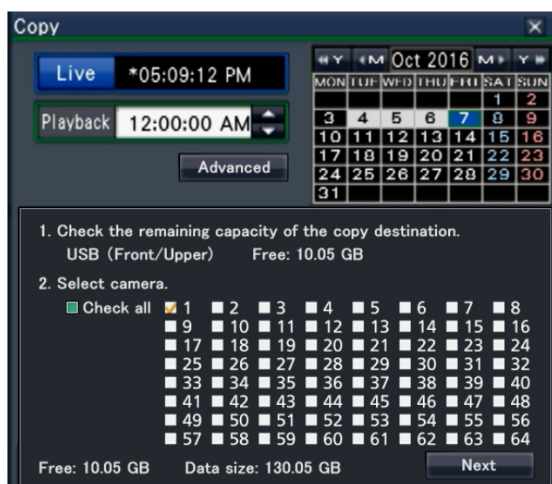 Copy
Live *05:09:12 PM
Playback 12:00:00 AM
Advanced
Y M Oct 2016 M Y
MON TUE WED THU FRI SAT SUN
1 2
3 4 5 6 7 8 9
10 11 12 13 14 15 16
17 18 19 20 21 22 23
24 25 26 27 28 29 30
31
1. Check the remaining capacity of the copy destination.
USB (Front/Upper) Free: 10.05 GB
2. Select camera.
Check all 1 2 3 4 5 6 7 8
9 10 11 12 13 14 15 16
17 18 19 20 21 22 23 24
25 26 27 28 29 30 31 32
33 34 35 36 37 38 39 40
41 42 43 44 45 46 47 48
49 50 51 52 53 54 55 56
57 58 59 60 61 62 63 64
Free: 10.05 GB Data size: 130.05 GB Next